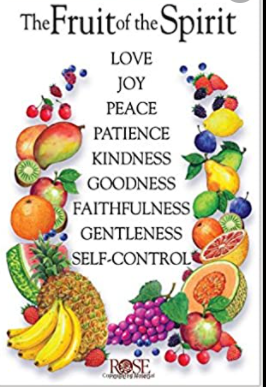 The Fruit of the Spirit
LOVE
JOY
PEACE
PATIENCE
KINDNESS
GOODNESS
FAITHFULNESS
GENTLENESS
SELF-CONTROL
ROSE